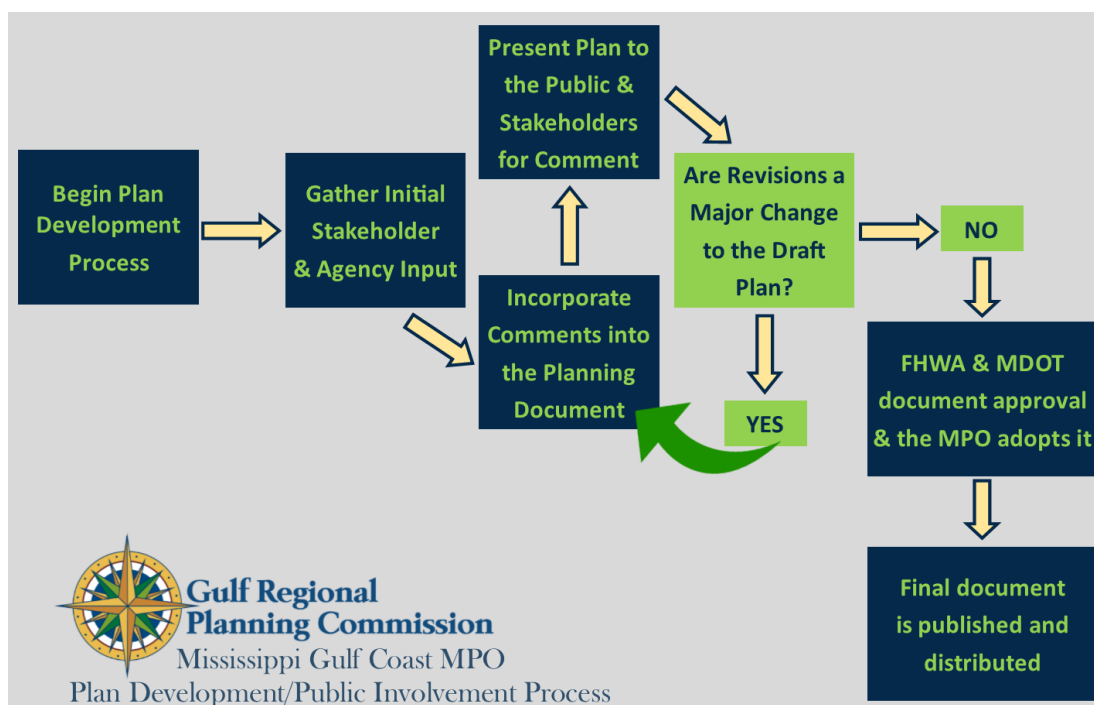 Begin Plan
Development
Process
Gather Initial
Stakeholder
& Agency Input
Incorporate
Comments into
the Planning
Document
Present Plan to
the Public &
Stakeholders
for Comment
Are Revisions a
Major Change
to the Draft
Plan?
YES
NO
FHWA & MDOT
document approval
& the MPO adopts it
Final document
is published and
distributed
Gulf Regional
Planning Commission
Mississippi Gulf Coast MPO
Plan Development/Public Involvement Process